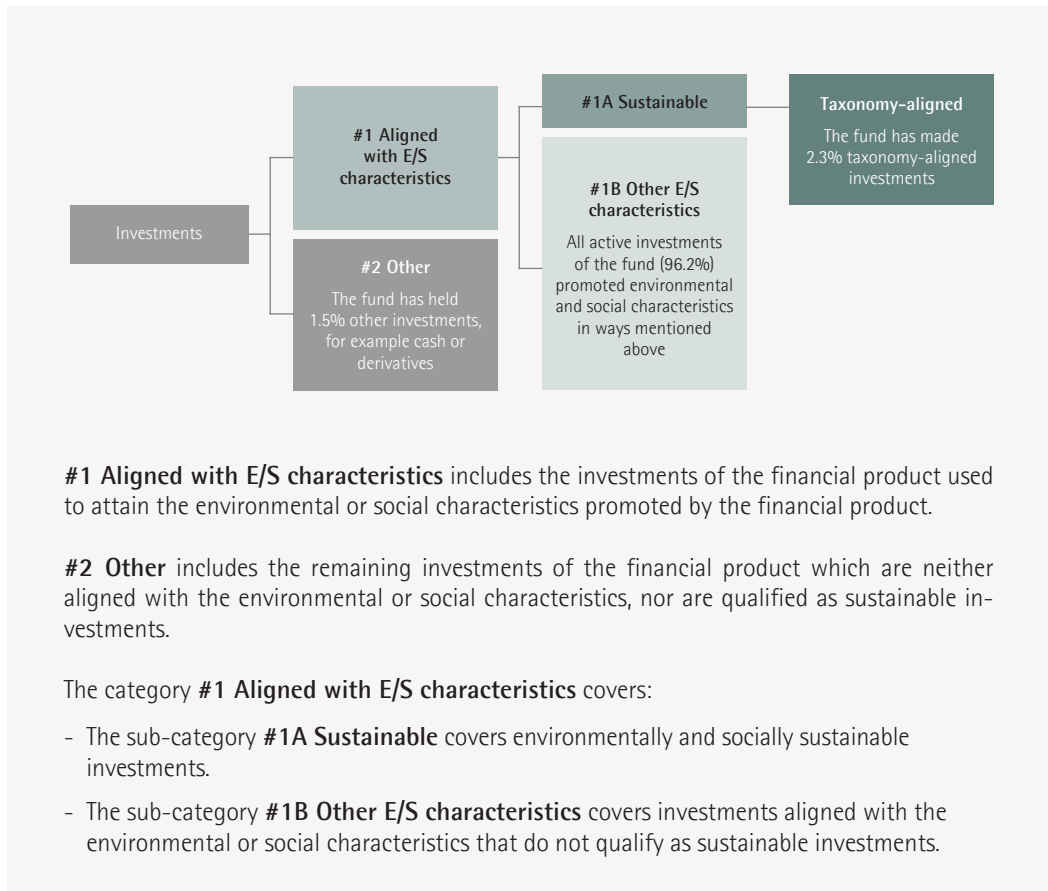 Investments
#1 Aligned
with E/S
characteristics
#2 Other
The fund has held
1.5% other investments,
for example cash or
derivatives
#1A Sustainable
#1B Other E/S
characteristics
All active investments
of the fund (96.2%)
promoted environmental
and social characteristics
in ways mentioned
above
Taxonomy-aligned
The fund has made
2.3% taxonomy-aligned
investments
#1 Aligned with E/S characteristics includes the investments of the financial product used
to attain the environmental or social characteristics promoted by the financial product.
#2 Other includes the remaining investments of the financial product which are neither
aligned with the environmental or social characteristics, nor are qualified as sustainable in-
vestments.
The category #1 Aligned with E/S characteristics covers:
- The sub-category #1A Sustainable covers environmentally and socially sustainable
investments.
- The sub-category #1B Other E/S characteristics covers investments aligned with the
environmental or social characteristics that do not qualify as sustainable investments.